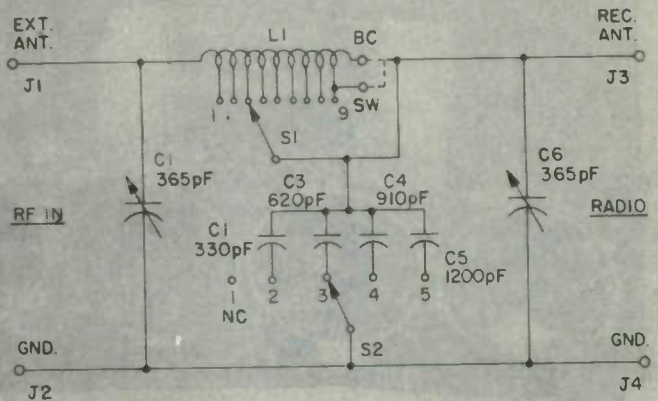 EXT.
ANT.
J1
L1
BC
SW
REC.
ANT.
J3
1
9
S1
C1
365pF
C3
620pF
C4
910pF
C6
365pF
RF IN
RADIO
C1
330pF
C5
1200pF
1
2
3
4
5
NC
S2
GND.
J2
GND.
J4